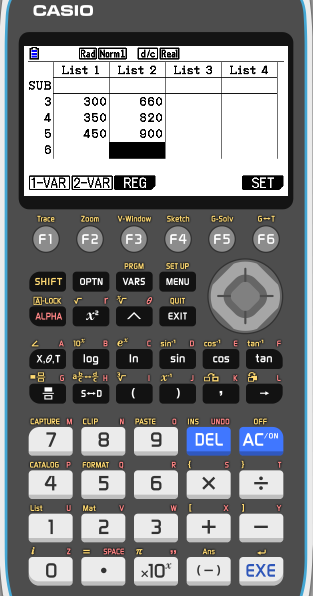 CASIO
Rad Norm1 d/c Real
List 1 List 2 List 3 List 4
SUB
3 300 660
4 350 820
5 450 900
6
1-VAR 2-VAR REG SET
Trace Zoom V-Window Sketch G-Solv G↔T
F1 F2 F3 F4 F5 F6
PRGM SET UP
SHIFT OPTN VARS MENU
A-LOCK √ r ∛ θ QUIT
ALPHA x² ^ EXIT
∠ A 10ˣ B eˣ C sin⁻¹ D cos⁻¹ E tan⁻¹ F
X,θ,T log ln sin cos tan
G H ∛ I x⁻¹ J K L
S↔D ( ) , →
CAPTURE M CLIP N PASTE O INS UNDO OFF
7 8 9 DEL AC/ON
CATALOG P FORMAT Q R { S } T
4 5 6 × ÷
List U Mat V W [ X ] Y
1 2 3 + −
i Z = SPACE π " Ans ↵
0 • ×10ˣ (−) EXE